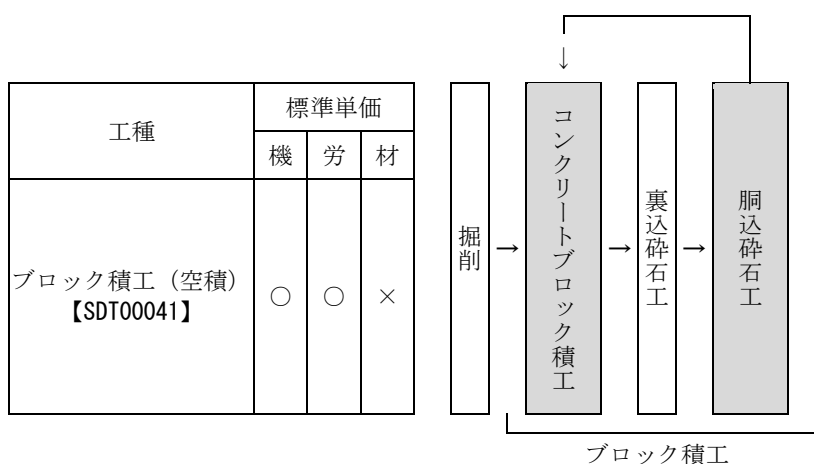 工種
標準単価
機
労
材
ブロック積工（空積）
【SDT00041】
○
○
×
掘削
→
↓
コンクリートブロック積工
→
裏込砕石工
→
胴込砕石工
ブロック積工